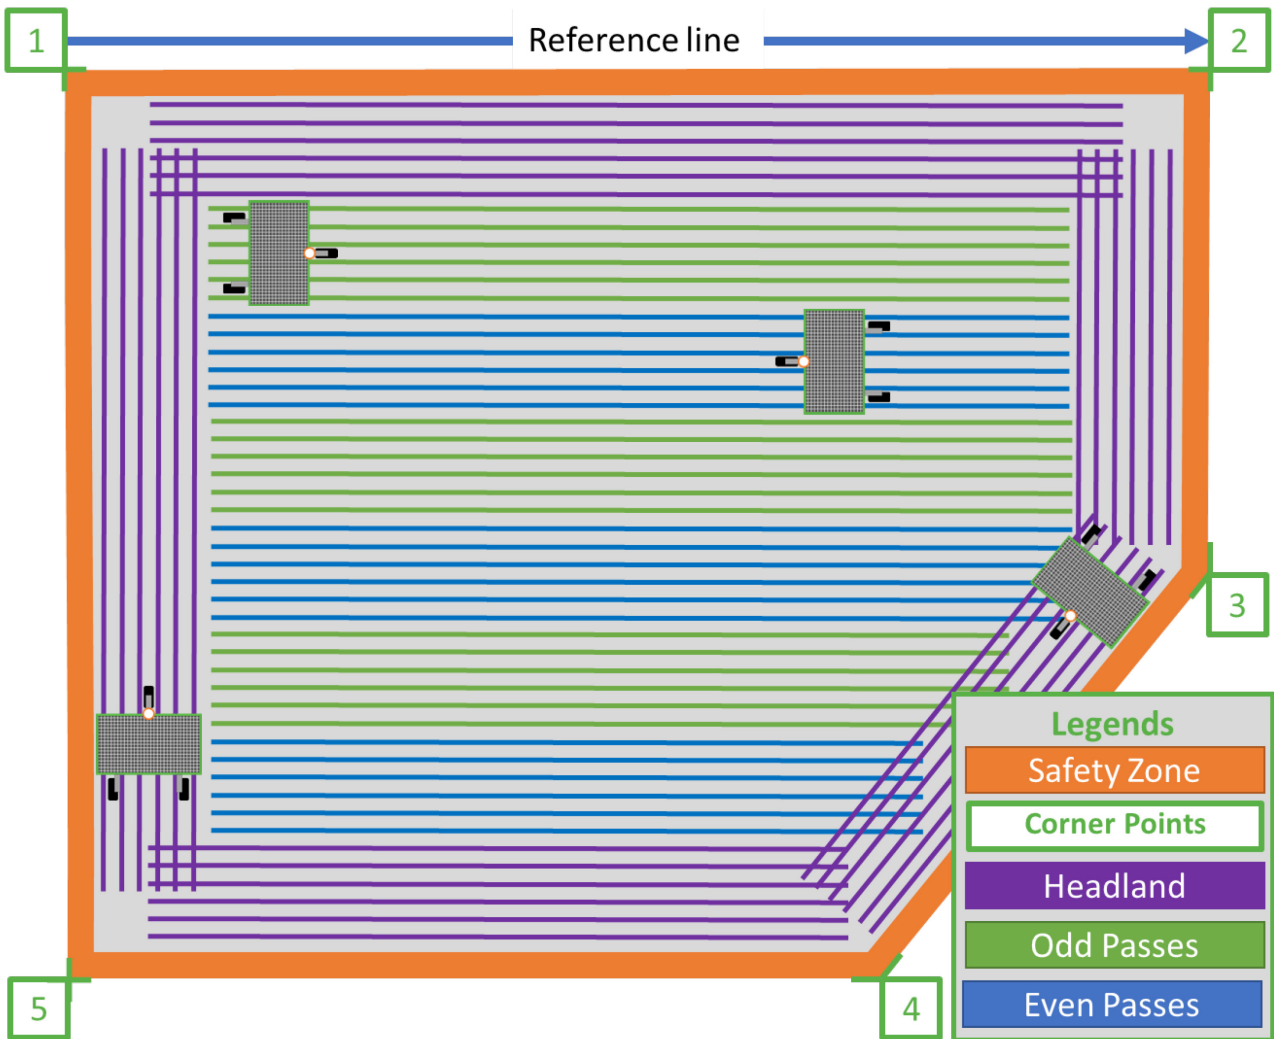 1
Reference line
2
3
Legends
Safety Zone
Corner Points
Headland
Odd Passes
Even Passes
5
4